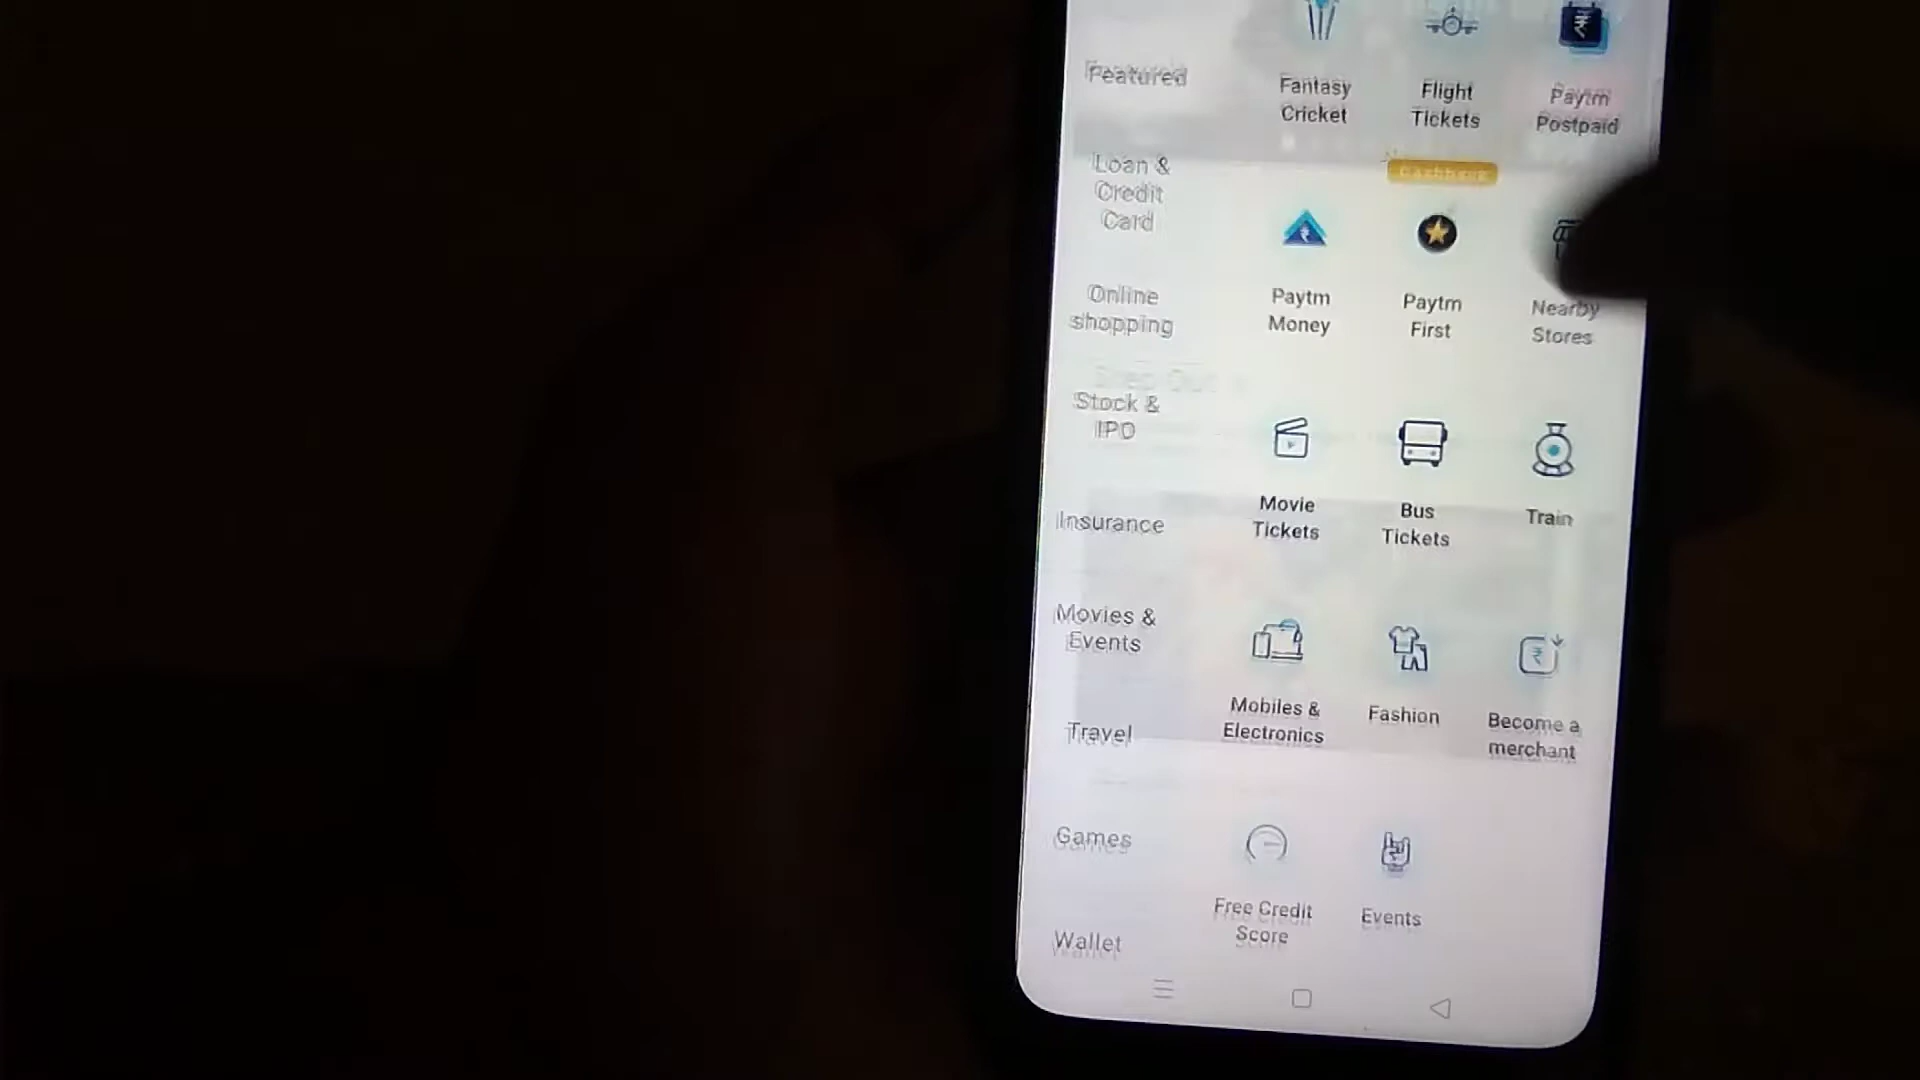 Featured
Loan &
Credit
Card
Online
shopping
Stock &
IPO
Insurance
Movies &
Events
Travel
Games
Wallet
Fantasy
Cricket
Flight
Tickets
Paytm
Postpaid
Cashback
Paytm
Money
Paytm
First
Nearby
Stores
Movie
Tickets
Bus
Tickets
Train
Mobiles &
Electronics
Fashion
Become a
merchant
Free Credit
Score
Events